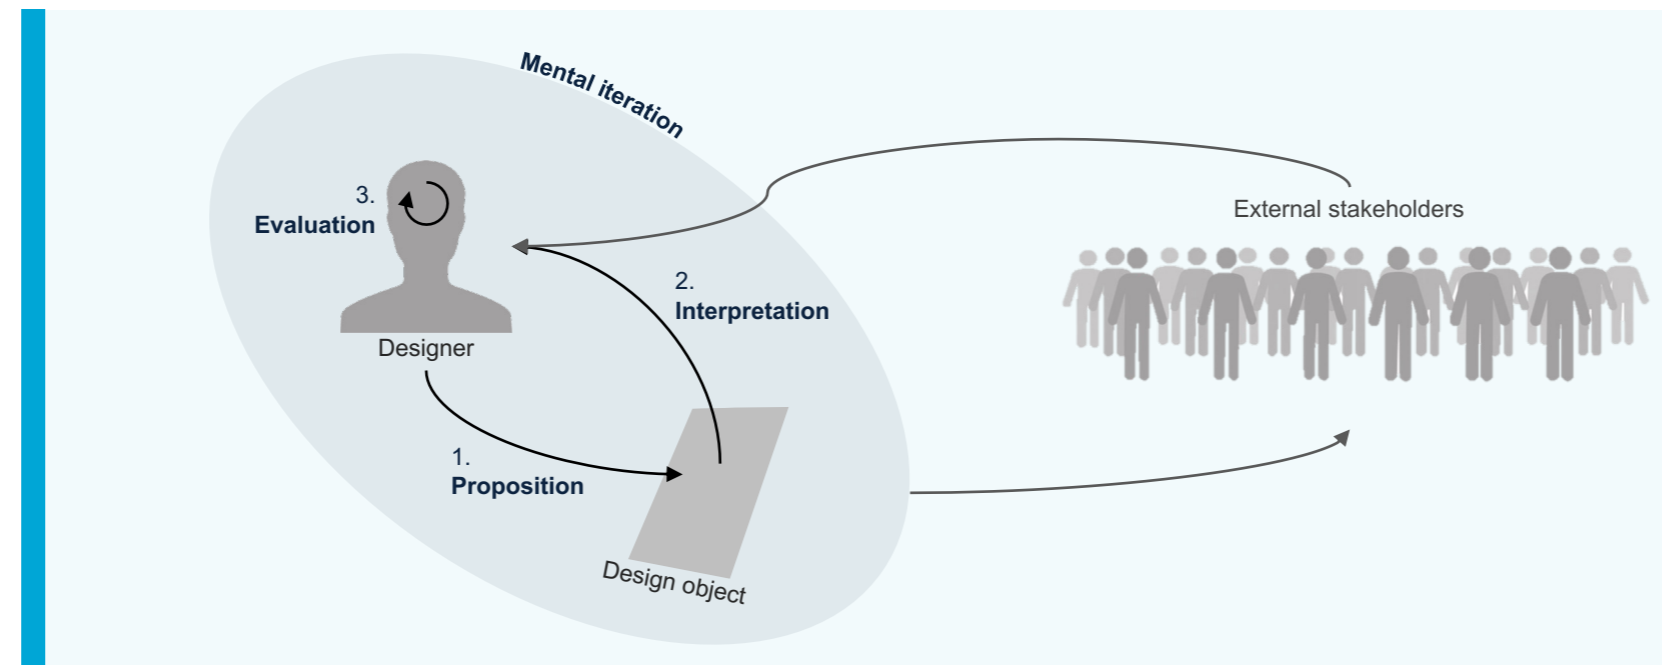 Mental iteration
3.
Evaluation
External stakeholders
2.
Interpretation
Designer
1.
Proposition
Design object